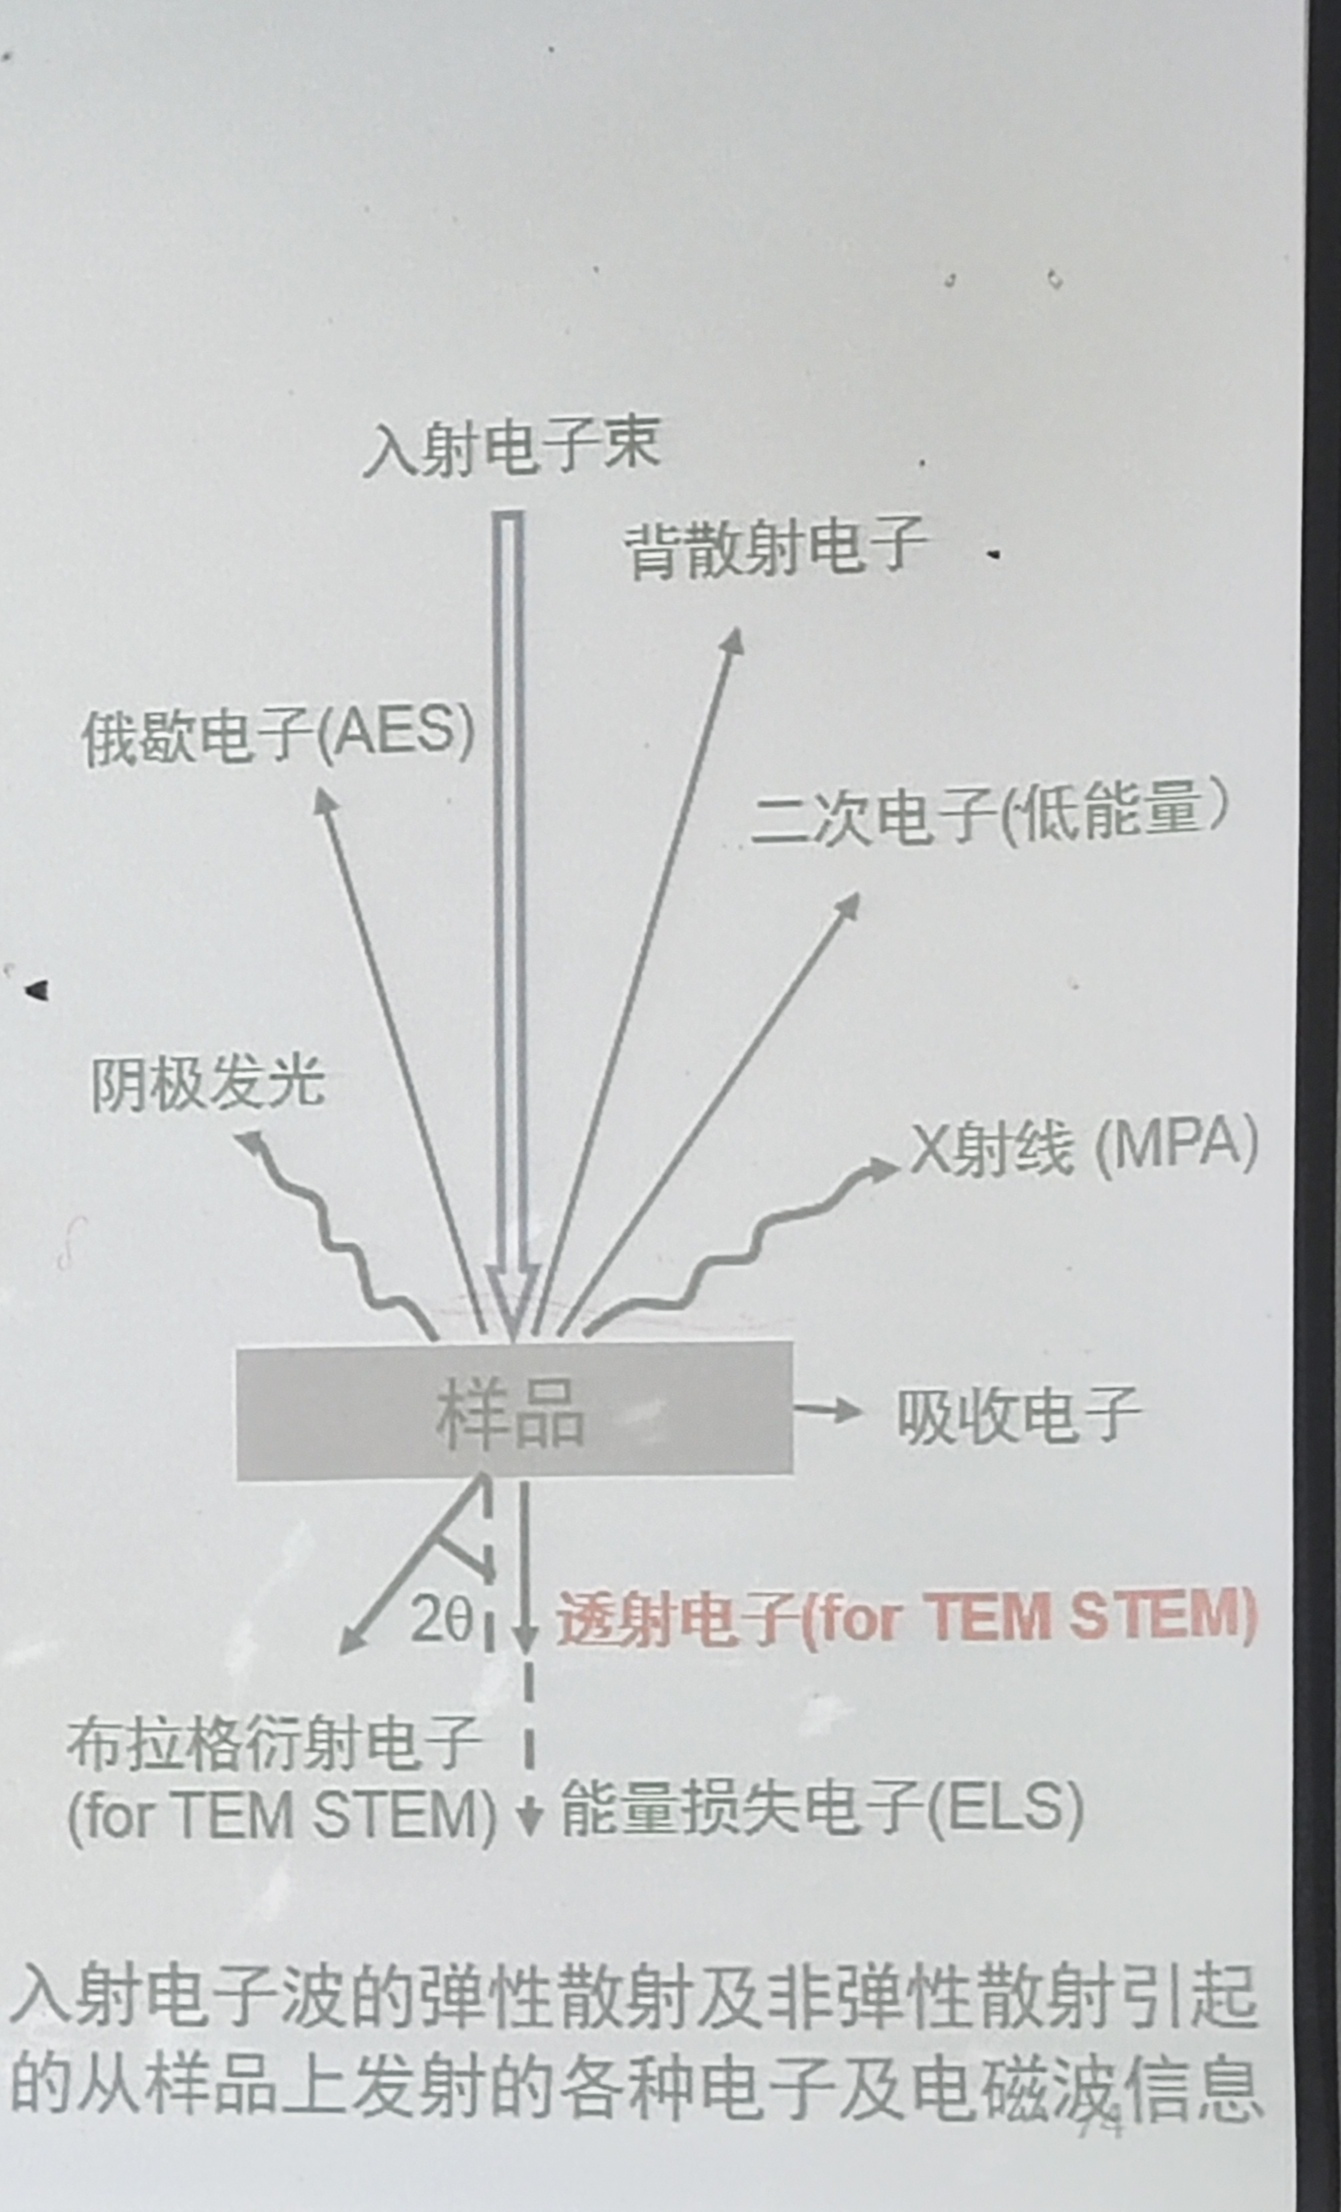 入射电子束
背散射电子
俄歇电子(AES)
二次电子(低能量）
阴极发光
X射线 (MPA)
样品
吸收电子
2θ
透射电子(for TEM STEM)
布拉格衍射电子
(for TEM STEM)
能量损失电子(ELS)
入射电子波的弹性散射及非弹性散射引起
的从样品上发射的各种电子及电磁波信息